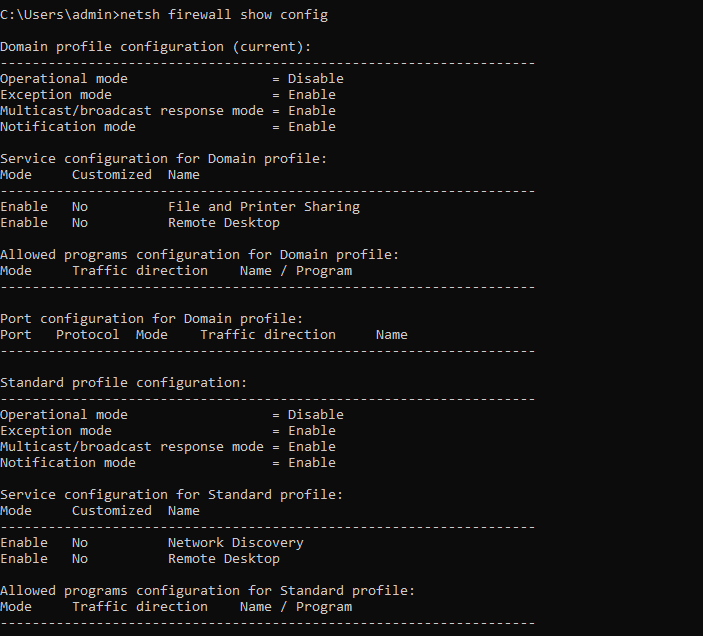 C:\Users\admin>netsh firewall show config
Domain profile configuration (current):
-------------------------------------------------------------------
Operational mode                  = Disable
Exception mode                    = Enable
Multicast/broadcast response mode = Enable
Notification mode                 = Enable
Service configuration for Domain profile:
Mode     Customized  Name
-------------------------------------------------------------------
Enable   No          File and Printer Sharing
Enable   No          Remote Desktop
Allowed programs configuration for Domain profile:
Mode     Traffic direction    Name / Program
-------------------------------------------------------------------
Port configuration for Domain profile:
Port   Protocol  Mode    Traffic direction     Name
-------------------------------------------------------------------
Standard profile configuration:
-------------------------------------------------------------------
Operational mode                  = Disable
Exception mode                    = Enable
Multicast/broadcast response mode = Enable
Notification mode                 = Enable
Service configuration for Standard profile:
Mode     Customized  Name
-------------------------------------------------------------------
Enable   No          Network Discovery
Enable   No          Remote Desktop
Allowed programs configuration for Standard profile:
Mode     Traffic direction    Name / Program
-------------------------------------------------------------------